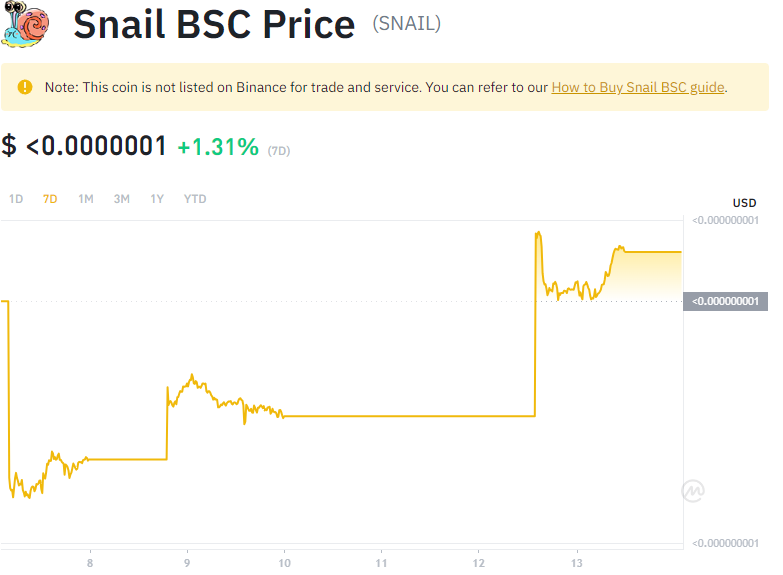 Snail BSC Price (SNAIL)
Note: This coin is not listed on Binance for trade and service. You can refer to our How to Buy Snail BSC guide.
$ <0.0000001 +1.31% (7D)
1D 7D 1M 3M 1Y YTD
USD
<0.000000001
<0.000000001
<0.000000001
8 9 10 11 12 13